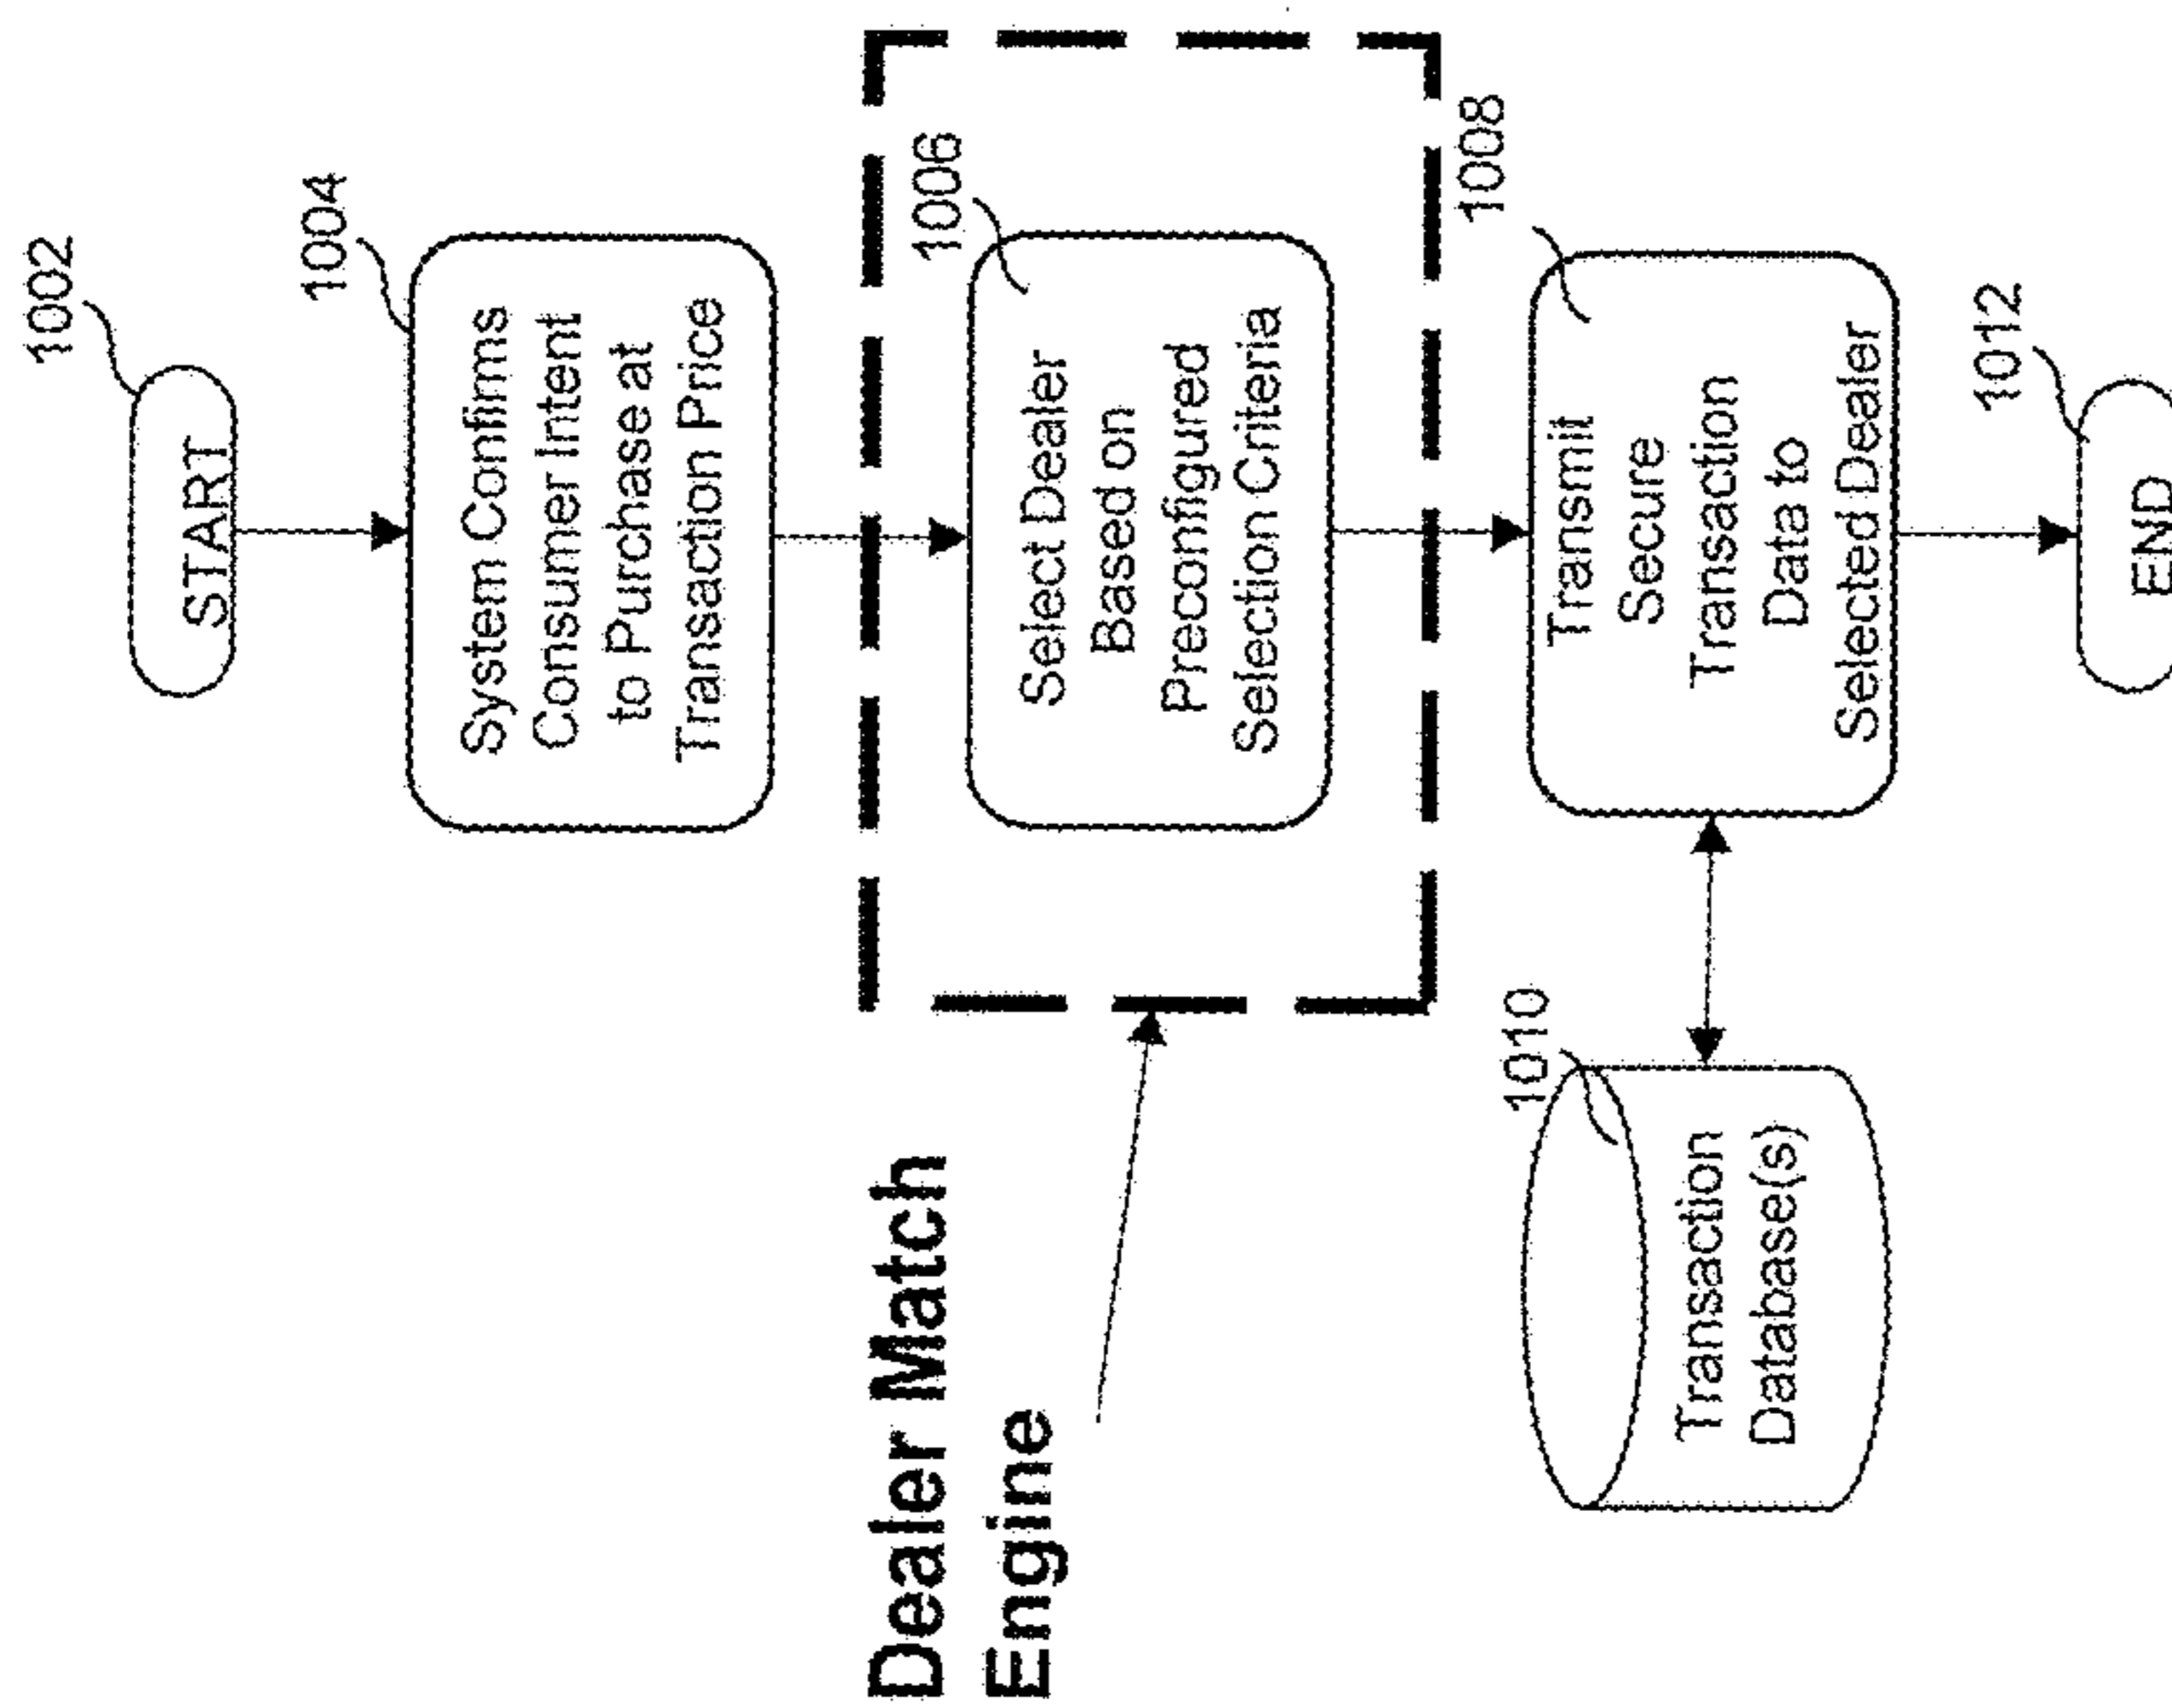 1002
START
1004
System Confirms
Consumer Intent
to Purchase at
Transaction Price
Dealer Match
Engine
1006
Select Dealer
Based on
Preconfigured
Selection Criteria
1008
Transmit
Secure
Transaction
Data to
Selected Dealer
1010
Transaction
Database(s)
1012
END